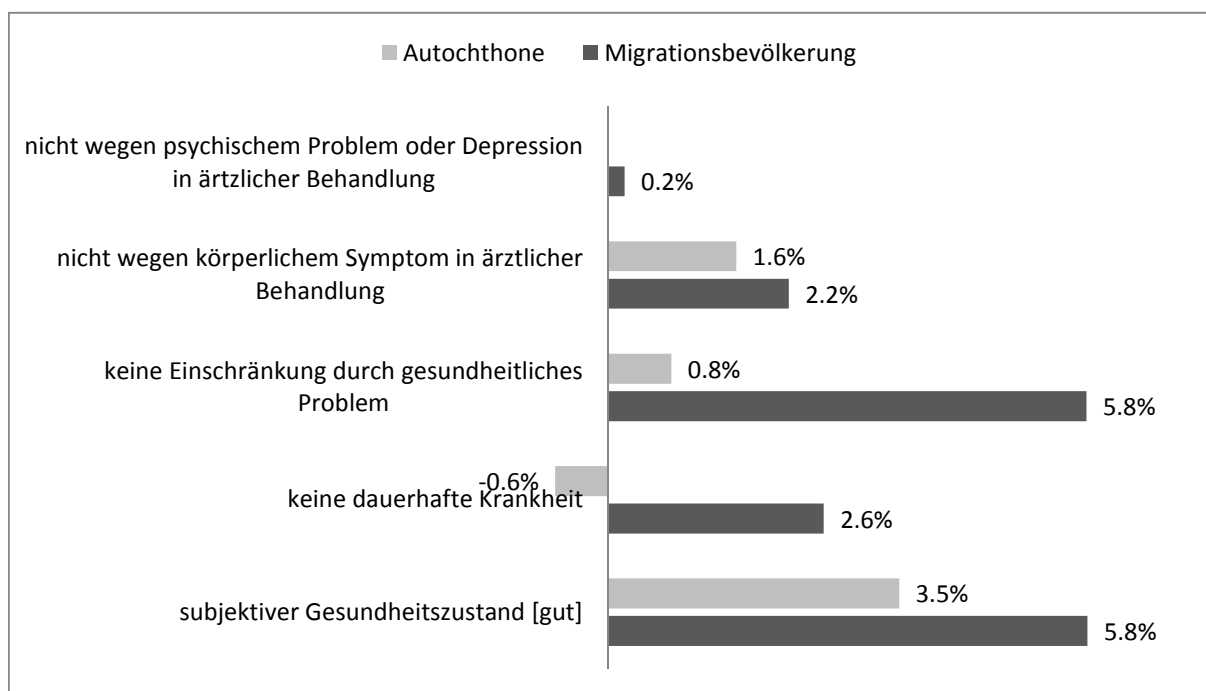 Autochthone Migrationsbevölkerung
nicht wegen psychischem Problem oder Depression
in ärtzlicher Behandlung
0.2%
nicht wegen körperlichem Symptom in ärztlicher
Behandlung
1.6%
2.2%
keine Einschränkung durch gesundheitliches
Problem
0.8%
5.8%
-0.6%
keine dauerhafte Krankheit
2.6%
subjektiver Gesundheitszustand [gut]
3.5%
5.8%